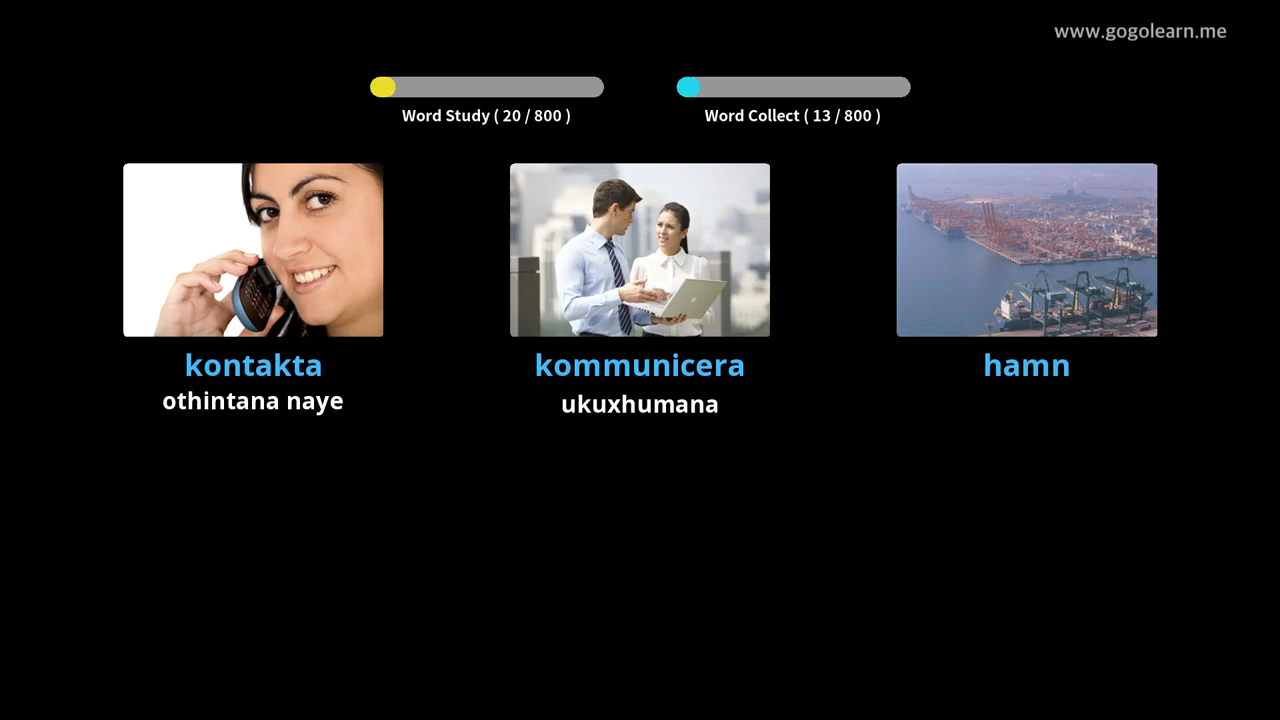 www.gogolearn.me
Word Study ( 20 / 800 )
Word Collect ( 13 / 800 )
kontakta
othintana naye
kommunicera
ukuxhumana
hamn